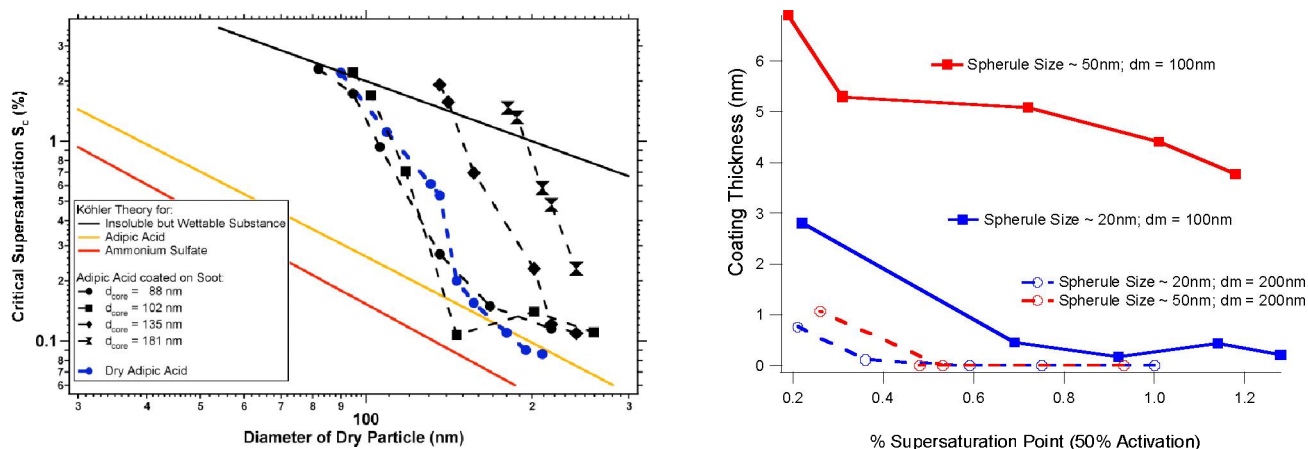 Critical Supersaturation Sc (%)
3
2
1
8
7
6
5
4
3
2
0.1
8
7
6
Köhler Theory for:
Insoluble but Wettable Substance
Adipic Acid
Ammonium Sulfate
Adipic Acid coated on Soot:
dcore = 88 nm
dcore = 102 nm
dcore = 135 nm
dcore = 181 nm
Dry Adipic Acid
3 4 5 6 7 8 9 100 2 3
Diameter of Dry Particle (nm)
Coating Thickness (nm)
6
5
4
3
2
1
0
Spherule Size ~ 50nm; dm = 100nm
Spherule Size ~ 20nm; dm = 100nm
Spherule Size ~ 20nm; dm = 200nm
Spherule Size ~ 50nm; dm = 200nm
0.2 0.4 0.6 0.8 1.0 1.2
% Supersaturation Point (50% Activation)